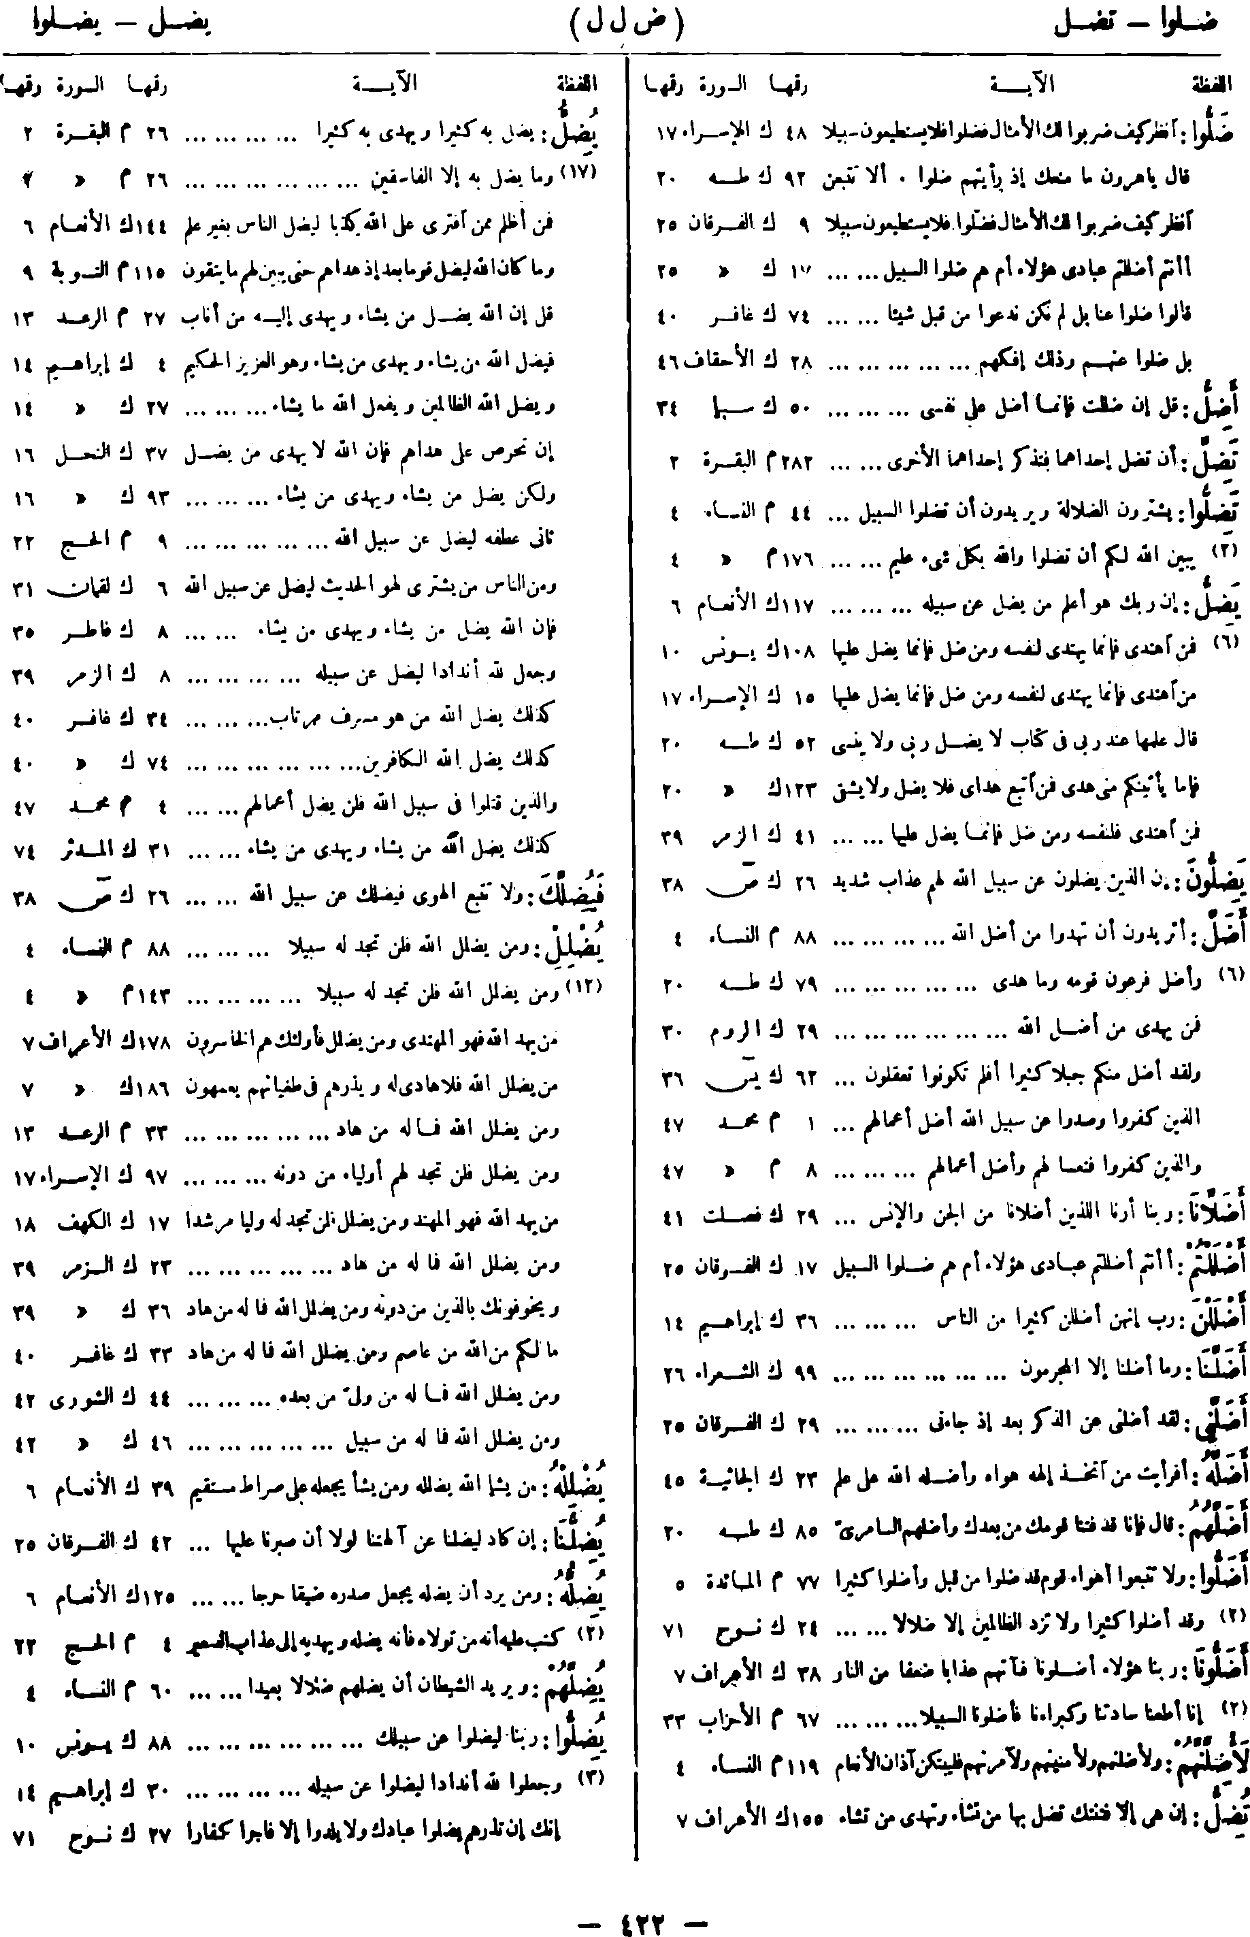 ضلوا — تضل
(ض ل ل)
يضل — يضلوا
اللفظة الآية رقمها السورة رقمها
ضَلُّوا: انظر كيف ضربوا لك الأمثال فضلوا فلا يستطيعون سبيلا ٤٨ ك الإسراء ١٧
قال ياهرون ما منعك إذ رأيتهم ضلوا . ألا تتبعن ٩٢ ك طه ٢٠
انظر كيف ضربوا لك الأمثال فضلّوا فلا يستطيعون سبيلا ٩ ك الفرقان ٢٥
أأنتم أضللتم عبادى هؤلاء أم هم ضلوا السبيل ... ... ١٧ ك « ٢٥
قالوا ضلوا عنا بل لم نكن ندعوا من قبل شيئا ... ... ٧٤ ك غافر ٤٠
بل ضلوا عنهم وذلك إفكهم ... ... ... ... ... ٢٨ ك الأحقاف ٤٦
أَضِلُّ: قل إن ضللت فإنما أضل على نفسى ... ... ... ٥٠ ك سبإ ٣٤
تَضِلَّ: أن تضل إحداهما فتذكر إحداهما الأخرى ... ... ٢٨٢ م البقرة ٢
تَضِلُّوا: يشترون الضلالة ويريدون أن تضلوا السبيل ... ٤٤ م النساء ٤
(٢) يبين الله لكم أن تضلوا والله بكل شىء عليم ... ... ١٧٦ م « ٤
يَضِلُّ: إن ربك هو أعلم من يضل عن سبيله ... ... ... ١١٧ ك الأنعام ٦
(٦) فمن اهتدى فإنما يهتدى لنفسه ومن ضل فإنما يضل عليها ١٠٨ ك يونس ١٠
من اهتدى فإنما يهتدى لنفسه ومن ضل فإنما يضل عليها ١٥ ك الإسراء ١٧
قال علمها عند ربى فى كتاب لا يضل ربى ولا ينسى ٥٢ ك طه ٢٠
فإما يأتينكم منى هدى فمن اتبع هداى فلا يضل ولا يشقى ١٢٣ ك « ٢٠
فمن اهتدى فلنفسه ومن ضل فإنما يضل عليها ... ... ٤١ ك الزمر ٣٩
يَضِلُّونَ: إن الذين يضلون عن سبيل الله لهم عذاب شديد ٢٦ ك صٓ ٣٨
أَضَلَّ: أتريدون أن تهدوا من أضل الله ... ... ... ... ٨٨ م النساء ٤
(٦) وأضل فرعون قومه وما هدى ... ... ... ... ... ٧٩ ك طه ٢٠
فمن يهدى من أضل الله ... ... ... ... ... ... ٢٩ ك الروم ٣٠
ولقد أضل منكم جبلا كثيرا أفلم تكونوا تعقلون ... ٦٢ ك يسٓ ٣٦
الذين كفروا وصدوا عن سبيل الله أضل أعمالهم ... ١ م محمد ٤٧
والذين كفروا فتعسا لهم وأضل أعمالهم ... ... ... ٨ م « ٤٧
أَضَلَّانَا: ربنا أرنا اللذين أضلانا من الجن والإنس ... ٢٩ ك فصلت ٤١
أَضْلَلْتُمْ: أأنتم أضللتم عبادى هؤلاء أم هم ضلوا السبيل ١٧ ك الفرقان ٢٥
أَضْلَلْنَ: رب إنهن أضللن كثيرا من الناس ... ... ... ٣٦ ك إبراهيم ١٤
أَضَلَّنَا: وما أضلنا إلا المجرمون ... ... ... ... ... ... ٩٩ ك الشعراء ٢٦
أَضَلَّنِى: لقد أضلنى عن الذكر بعد إذ جاءنى ... ... ... ٢٩ ك الفرقان ٢٥
أَضَلَّهُ: أفرأيت من اتخذ إلهه هواه وأضله الله على علم ٢٣ ك الجاثية ٤٥
أَضَلَّهُمْ: قال فإنا قد فتنا قومك من بعدك وأضلهم السامرىّ ٨٥ ك طه ٢٠
أَضَلُّوا: ولا تتبعوا أهواء قوم قد ضلوا من قبل وأضلوا كثيرا ٧٧ م المائدة ٥
(٢) وقد أضلوا كثيرا ولا تزد الظالمين إلا ضلالا ... ... ٢٤ ك نوح ٧١
أَضَلُّونَا: ربنا هؤلاء أضلونا فآتهم عذابا ضعفا من النار ٣٨ ك الأعراف ٧
(٢) إنا أطعنا سادتنا وكبراءنا فأضلونا السبيلا ... ... ... ٦٧ م الأحزاب ٣٣
لَأُضِلَّنَّهُمْ: ولأضلنهم ولأمنينهم ولآمرنهم فليبتكن آذان الأنعام ١١٩ م النساء ٤
تُضِلُّ: إن هى إلا فتنتك تضل بها من تشاء وتهدى من تشاء ١٥٥ ك الأعراف ٧
اللفظة الآية رقمها السورة رقمها
يُضِلُّ: يضل به كثيرا ويهدى به كثيرا ... ... ... ... ٢٦ م البقرة ٢
(١٧) وما يضل به إلا الفاسقين ... ... ... ... ... ... ٢٦ م « ٢
فمن أظلم ممن افترى على الله كذبا ليضل الناس بغير علم ١٤٤ ك الأنعام ٦
وما كان الله ليضل قوما بعد إذ هداهم حتى يبين لهم ما يتقون ١١٥ م التوبة ٩
قل إن الله يضل من يشاء ويهدى إليه من أناب ٢٧ م الرعد ١٣
فيضل الله من يشاء ويهدى من يشاء وهو العزيز الحكيم ٤ ك إبراهيم ١٤
ويضل الله الظالمين ويفعل الله ما يشاء ... ... ... ٢٧ ك « ١٤
إن تحرص على هداهم فإن الله لا يهدى من يضل ٣٧ ك النحل ١٦
ولكن يضل من يشاء ويهدى من يشاء ... ... ... ٩٣ ك « ١٦
ثانى عطفه ليضل عن سبيل الله ... ... ... ... ... ٩ م الحج ٢٢
ومن الناس من يشترى لهو الحديث ليضل عن سبيل الله ٦ ك لقمان ٣١
فإن الله يضل من يشاء ويهدى من يشاء ... ... ٨ ك فاطر ٣٥
وجعل لله أندادا ليضل عن سبيله ... ... ... ... ٨ ك الزمر ٣٩
كذلك يضل الله من هو مسرف مرتاب ... ... ... ٣٤ ك غافر ٤٠
كذلك يضل الله الكافرين ... ... ... ... ... ... ٧٤ ك « ٤٠
والذين قتلوا فى سبيل الله فلن يضل أعمالهم ... ... ٤ م محمد ٤٧
كذلك يضل الله من يشاء ويهدى من يشاء ... ... ٣١ ك المدثر ٧٤
فَيُضِلَّكَ: ولا تتبع الهوى فيضلك عن سبيل الله ... ... ٢٦ ك صٓ ٣٨
يُضْلِلِ: ومن يضلل الله فلن تجد له سبيلا ... ... ... ٨٨ م النساء ٤
(١٢) ومن يضلل الله فلن تجد له سبيلا ... ... ... ... ١٤٣ م « ٤
من يهد الله فهو المهتدى ومن يضلل فأولئك هم الخاسرون ١٧٨ ك الأعراف ٧
من يضلل الله فلا هادى له ويذرهم فى طغيانهم يعمهون ١٨٦ ك « ٧
ومن يضلل الله فما له من هاد ... ... ... ... ... ٣٣ م الرعد ١٣
ومن يضلل فلن تجد لهم أولياء من دونه ... ... ... ٩٧ ك الإسراء ١٧
من يهد الله فهو المهتد ومن يضلل فلن تجد له وليا مرشدا ١٧ ك الكهف ١٨
ومن يضلل الله فما له من هاد ... ... ... ... ... ٢٣ ك الزمر ٣٩
ويخوفونك بالذين من دونه ومن يضلل الله فما له من هاد ٣٦ ك « ٣٩
ما لكم من الله من عاصم ومن يضلل الله فما له من هاد ٣٣ ك غافر ٤٠
ومن يضلل الله فما له من ولىّ من بعده ... ... ... ٤٤ ك الشورى ٤٢
ومن يضلل الله فما له من سبيل ... ... ... ... ... ٤٦ ك « ٤٢
يُضْلِلْهُ: من يشإ الله يضلله ومن يشأ يجعله على صراط مستقيم ٣٩ ك الأنعام ٦
يُضِلُّنَا: إن كاد ليضلنا عن آلهتنا لولا أن صبرنا عليها ... ٤٢ ك الفرقان ٢٥
يُضِلَّهُ: ومن يرد أن يضله يجعل صدره ضيقا حرجا ... ... ١٢٥ ك الأنعام ٦
(٢) كتب عليه أنه من تولاه فأنه يضله ويهديه إلى عذاب السعير ٤ م الحج ٢٢
يُضِلَّهُمْ: ويريد الشيطان أن يضلهم ضلالا بعيدا ... ... ٦٠ م النساء ٤
يُضِلُّوا: ربنا ليضلوا عن سبيلك ... ... ... ... ... ... ٨٨ ك يونس ١٠
(٣) وجعلوا لله أندادا ليضلوا عن سبيله ... ... ... ... ٣٠ ك إبراهيم ١٤
إنك إن تذرهم يضلوا عبادك ولا يلدوا إلا فاجرا كفارا ٢٧ ك نوح ٧١
— ٤٢٢ —